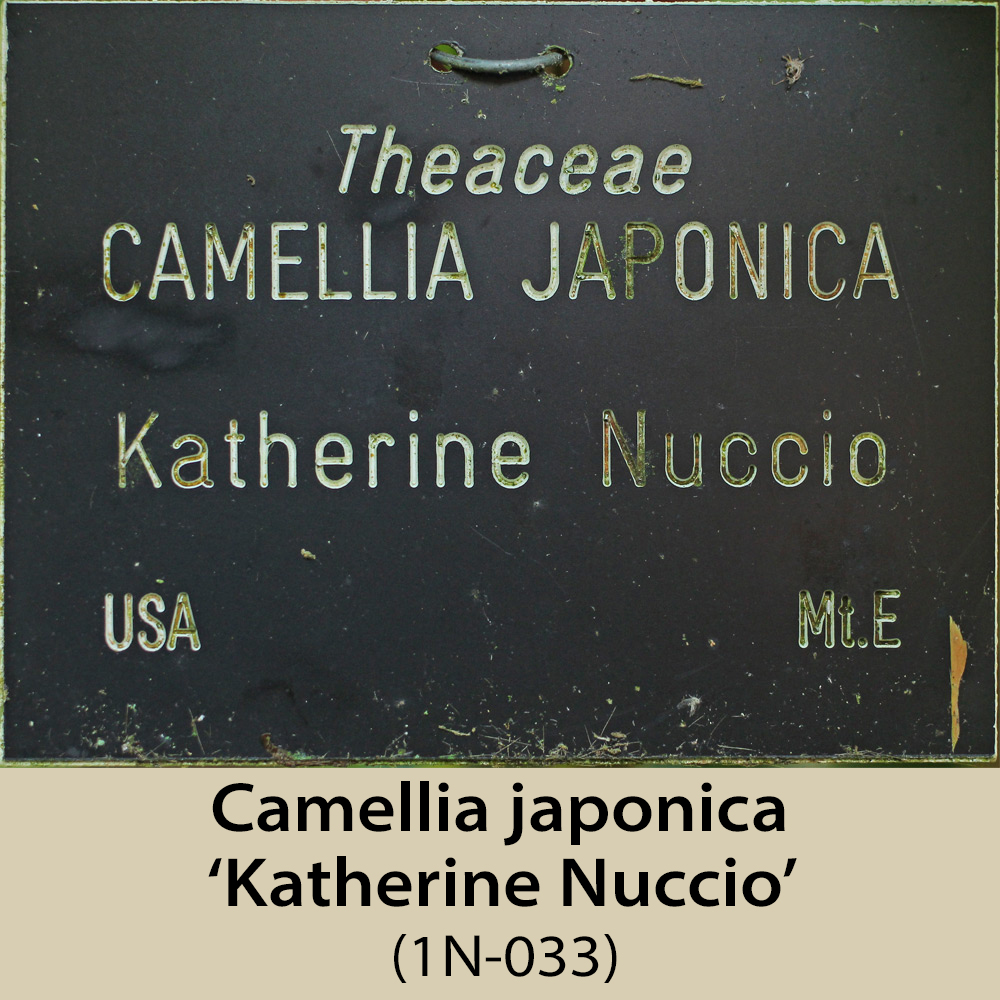 Theaceae
CAMELLIA JAPONICA
Katherine Nuccio
USA Mt.E
Camellia japonica
‘Katherine Nuccio’
(1N-033)